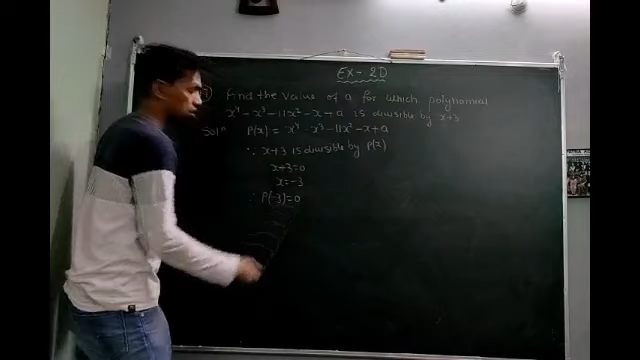 EX - 2D
Find the value of a for which polynomial
x⁴ - x³ - 11x² - x + a is divisible by x+3
Solⁿ P(x) = x⁴ - x³ - 11x² - x + a
∵ x+3 is divisible by P(x)
x+3=0
x=-3
∴ P(-3)=0